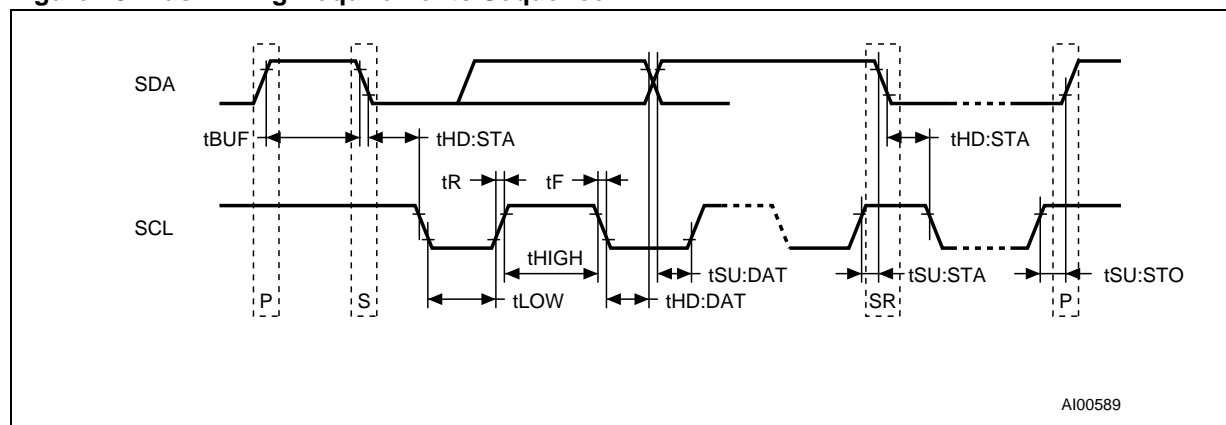 SDA
tBUF
tHD:STA
tHD:STA
tR
tF
SCL
tHIGH
tSU:DAT
tSU:STA
tSU:STO
P
S
tLOW
tHD:DAT
SR
P
AI00589